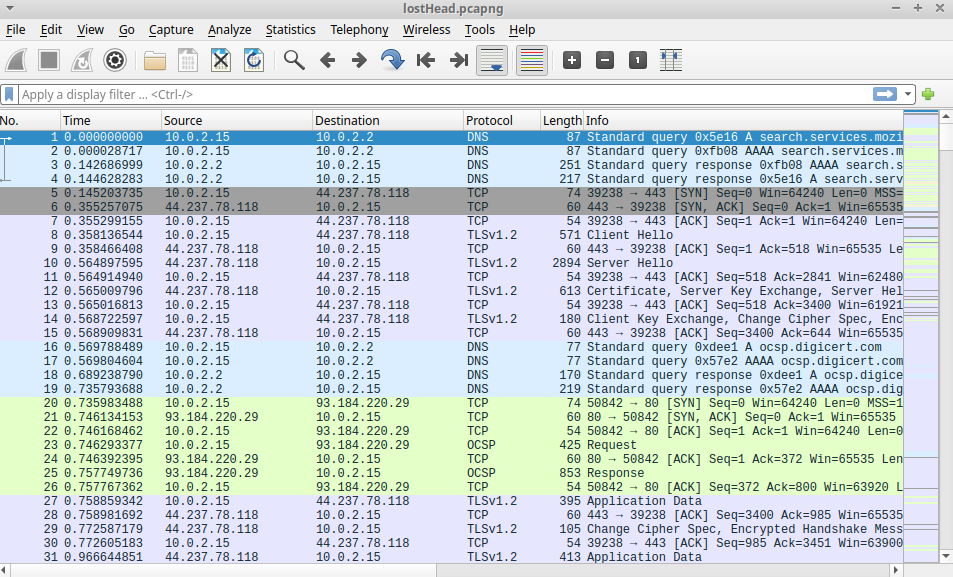 lostHead.pcapng
File Edit View Go Capture Analyze Statistics Telephony Wireless Tools Help
Apply a display filter ... <Ctrl-/>
No. Time Source Destination Protocol Length Info
1 0.000000000 10.0.2.15 10.0.2.2 DNS 87 Standard query 0x5e16 A search.services.mozi
2 0.000028717 10.0.2.15 10.0.2.2 DNS 87 Standard query 0xfb08 AAAA search.services.m
3 0.142686999 10.0.2.2 10.0.2.15 DNS 251 Standard query response 0xfb08 AAAA search.s
4 0.144628283 10.0.2.2 10.0.2.15 DNS 217 Standard query response 0x5e16 A search.serv
5 0.145203735 10.0.2.15 44.237.78.118 TCP 74 39238 → 443 [SYN] Seq=0 Win=64240 Len=0 MSS=
6 0.355257075 44.237.78.118 10.0.2.15 TCP 60 443 → 39238 [SYN, ACK] Seq=0 Ack=1 Win=65535
7 0.355299155 10.0.2.15 44.237.78.118 TCP 54 39238 → 443 [ACK] Seq=1 Ack=1 Win=64240 Len=
8 0.358136544 10.0.2.15 44.237.78.118 TLSv1.2 571 Client Hello
9 0.358466408 44.237.78.118 10.0.2.15 TCP 60 443 → 39238 [ACK] Seq=1 Ack=518 Win=65535 Le
10 0.564897595 44.237.78.118 10.0.2.15 TLSv1.2 2894 Server Hello
11 0.564914940 10.0.2.15 44.237.78.118 TCP 54 39238 → 443 [ACK] Seq=518 Ack=2841 Win=62480
12 0.565009796 44.237.78.118 10.0.2.15 TLSv1.2 613 Certificate, Server Key Exchange, Server Hel
13 0.565016813 10.0.2.15 44.237.78.118 TCP 54 39238 → 443 [ACK] Seq=518 Ack=3400 Win=61921
14 0.568722597 10.0.2.15 44.237.78.118 TLSv1.2 180 Client Key Exchange, Change Cipher Spec, Enc
15 0.568909831 44.237.78.118 10.0.2.15 TCP 60 443 → 39238 [ACK] Seq=3400 Ack=644 Win=65535
16 0.569788489 10.0.2.15 10.0.2.2 DNS 77 Standard query 0xdee1 A ocsp.digicert.com
17 0.569804604 10.0.2.15 10.0.2.2 DNS 77 Standard query 0x57e2 AAAA ocsp.digicert.com
18 0.689238790 10.0.2.2 10.0.2.15 DNS 170 Standard query response 0xdee1 A ocsp.digice
19 0.735793688 10.0.2.2 10.0.2.15 DNS 219 Standard query response 0x57e2 AAAA ocsp.dig
20 0.735983488 10.0.2.15 93.184.220.29 TCP 74 50842 → 80 [SYN] Seq=0 Win=64240 Len=0 MSS=1
21 0.746134153 93.184.220.29 10.0.2.15 TCP 60 80 → 50842 [SYN, ACK] Seq=0 Ack=1 Win=65535
22 0.746168462 10.0.2.15 93.184.220.29 TCP 54 50842 → 80 [ACK] Seq=1 Ack=1 Win=64240 Len=0
23 0.746293377 10.0.2.15 93.184.220.29 OCSP 425 Request
24 0.746392395 93.184.220.29 10.0.2.15 TCP 60 80 → 50842 [ACK] Seq=1 Ack=372 Win=65535 Len
25 0.757749736 93.184.220.29 10.0.2.15 OCSP 853 Response
26 0.757767362 10.0.2.15 93.184.220.29 TCP 54 50842 → 80 [ACK] Seq=372 Ack=800 Win=63920 L
27 0.758859342 10.0.2.15 44.237.78.118 TLSv1.2 395 Application Data
28 0.758981692 44.237.78.118 10.0.2.15 TCP 60 443 → 39238 [ACK] Seq=3400 Ack=985 Win=65535
29 0.772587179 44.237.78.118 10.0.2.15 TLSv1.2 105 Change Cipher Spec, Encrypted Handshake Mess
30 0.772605183 10.0.2.15 44.237.78.118 TCP 54 39238 → 443 [ACK] Seq=985 Ack=3451 Win=63900
31 0.966644851 44.237.78.118 10.0.2.15 TLSv1.2 413 Application Data